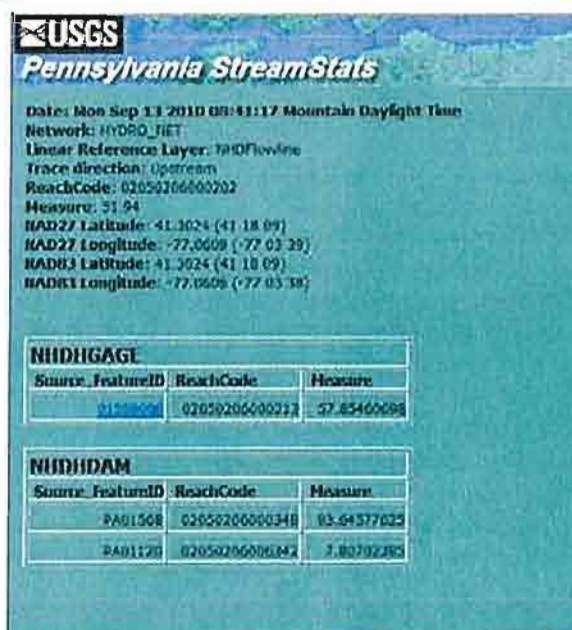 USGS
Pennsylvania StreamStats
Date: Mon Sep 13 2010 08:41:17 Mountain Daylight Time
Network: HYDRO_NET
Linear Reference Layer: NHDFlowline
Trace direction: Upstream
ReachCode: 02050206000202
Measure: 51.94
NAD27 Latitude: 41.3024 (41 18 09)
NAD27 Longitude: -77.0609 (-77 03 39)
NAD83 Latitude: 41.3024 (41 18 09)
NAD83 Longitude: -77.0606 (-77 03 38)
NHDHGAGE
Source_FeatureID ReachCode Measure
02050206000212 57.85460098
NHDHDAM
Source_FeatureID ReachCode Measure
PA01508 02050206000348 93.64577025
PA01120 02050206000342 7.80702385